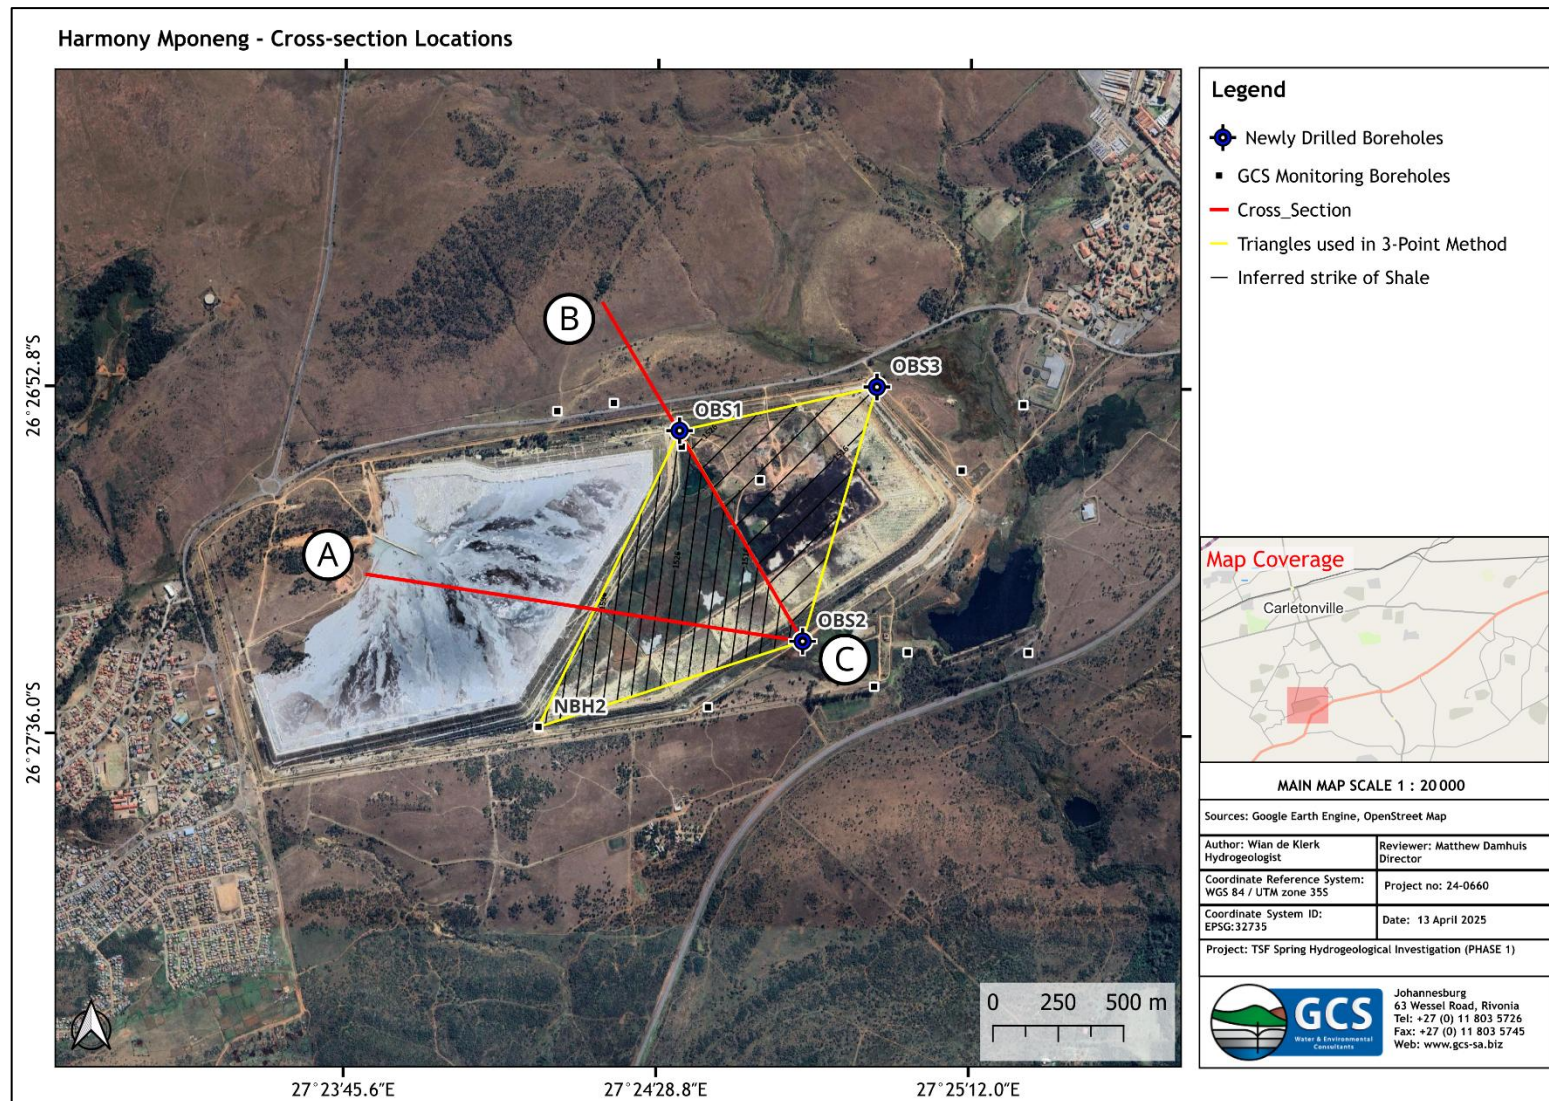 Harmony Mponeng - Cross-section Locations
Legend
Newly Drilled Boreholes
GCS Monitoring Boreholes
Cross_Section
Triangles used in 3-Point Method
Inferred strike of Shale
B
OBS3
OBS1
A
OBS2
C
NBH2
1526
1516
26°26'52.8"S
26°27'36.0"S
27°23'45.6"E
27°24'28.8"E
27°25'12.0"E
0 250 500 m
Map Coverage
Carletonville
MAIN MAP SCALE 1 : 20 000
Sources: Google Earth Engine, OpenStreet Map
Author: Wian de Klerk
Hydrogeologist
Reviewer: Matthew Damhuis
Director
Coordinate Reference System:
WGS 84 / UTM zone 35S
Project no: 24-0660
Coordinate System ID:
EPSG:32735
Date: 13 April 2025
Project: TSF Spring Hydrogeological Investigation (PHASE 1)
GCS
Water & Environmental
Consultants
Johannesburg
63 Wessel Road, Rivonia
Tel: +27 (0) 11 803 5726
Fax: +27 (0) 11 803 5745
Web: www.gcs-sa.biz